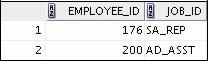 EMPLOYEE_ID JOB_ID
1 176 SA_REP
2 200 AD_ASST